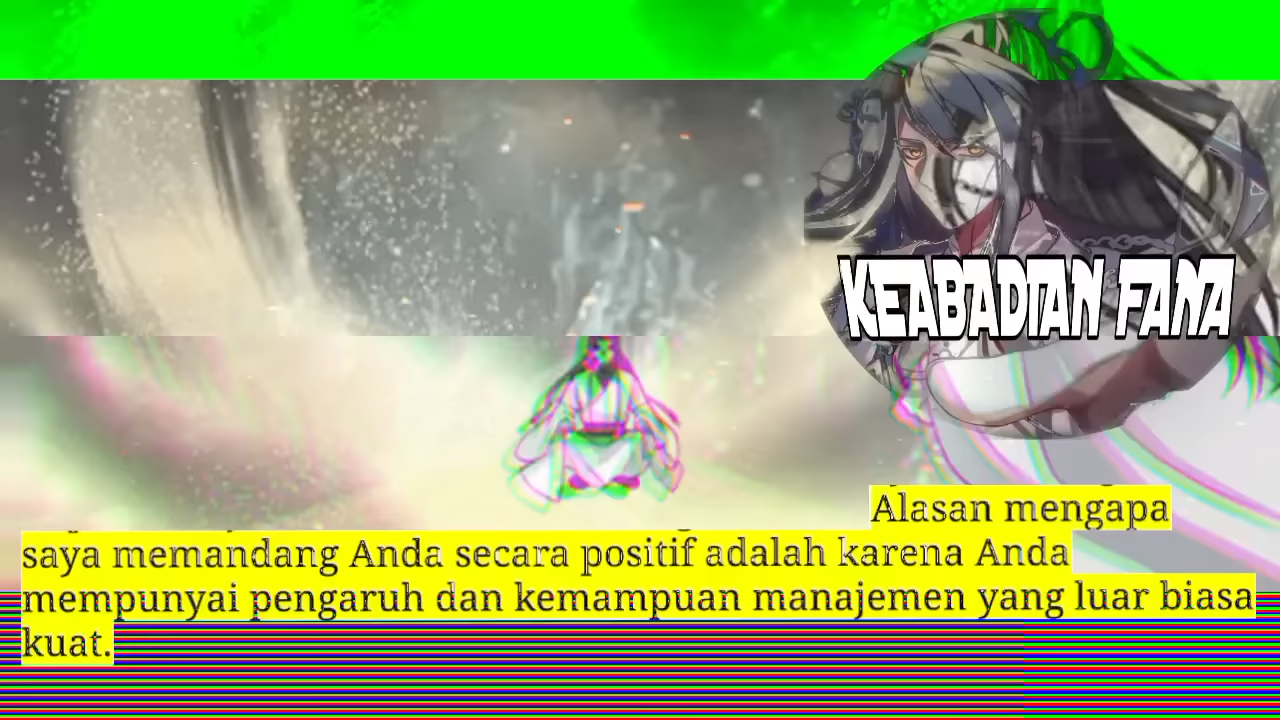 KEABADIAN FANA
Alasan mengapa
saya memandang Anda secara positif adalah karena Anda
mempunyai pengaruh dan kemampuan manajemen yang luar biasa
kuat.